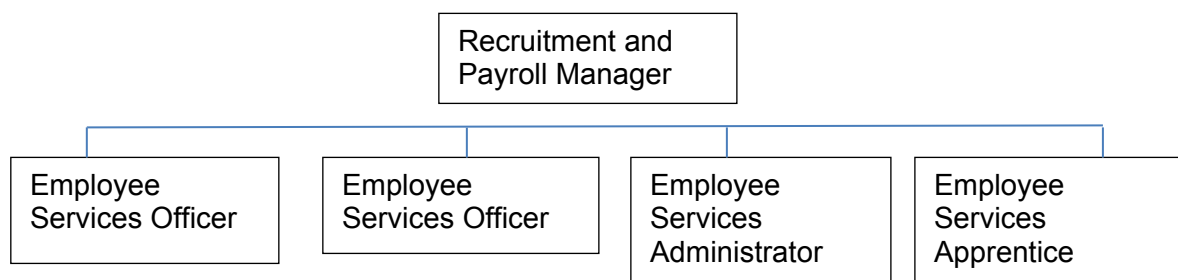 Recruitment and
Payroll Manager
Employee
Services Officer
Employee
Services Officer
Employee
Services
Administrator
Employee
Services
Apprentice